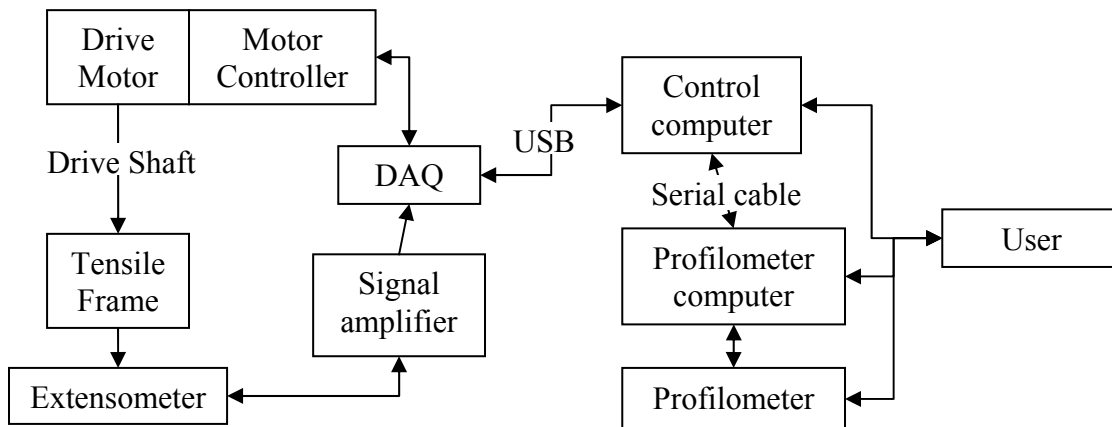 Drive
Motor
Motor
Controller
Control
computer
USB
Drive Shaft
DAQ
Serial cable
User
Tensile
Frame
Signal
amplifier
Profilometer
computer
Extensometer
Profilometer